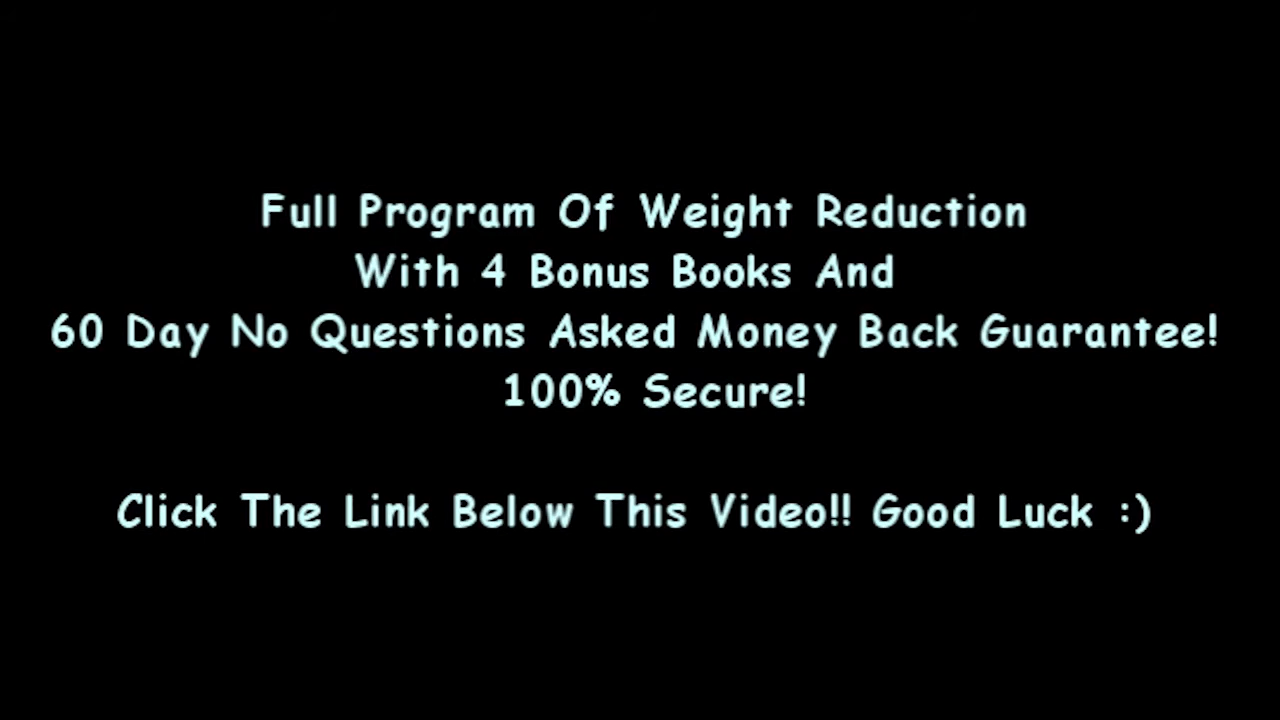 Full Program Of Weight Reduction
With 4 Bonus Books And
60 Day No Questions Asked Money Back Guarantee!
100% Secure!
Click The Link Below This Video!! Good Luck :)